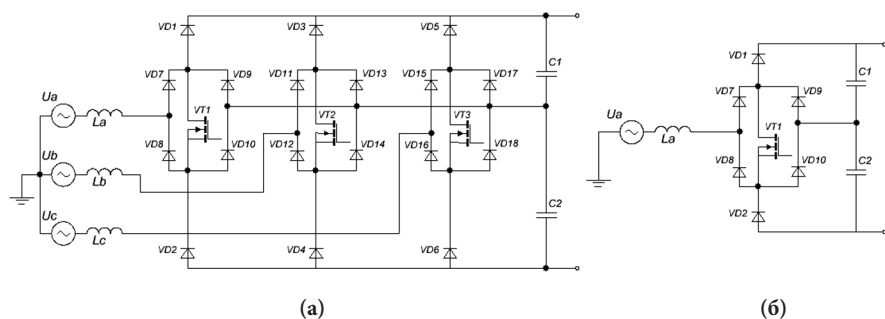 VD1 VD3 VD5
VD7 VD9 VD11 VD13 VD15 VD17 C1
Ua La VT1 VT2 VT3
VD8 VD10 VD12 VD14 VD16 VD18
Ub Lb
Uc Lc C2
VD2 VD4 VD6
(а)
VD1
VD7 VD9 C1
Ua La VT1
VD8 VD10 C2
VD2
(б)